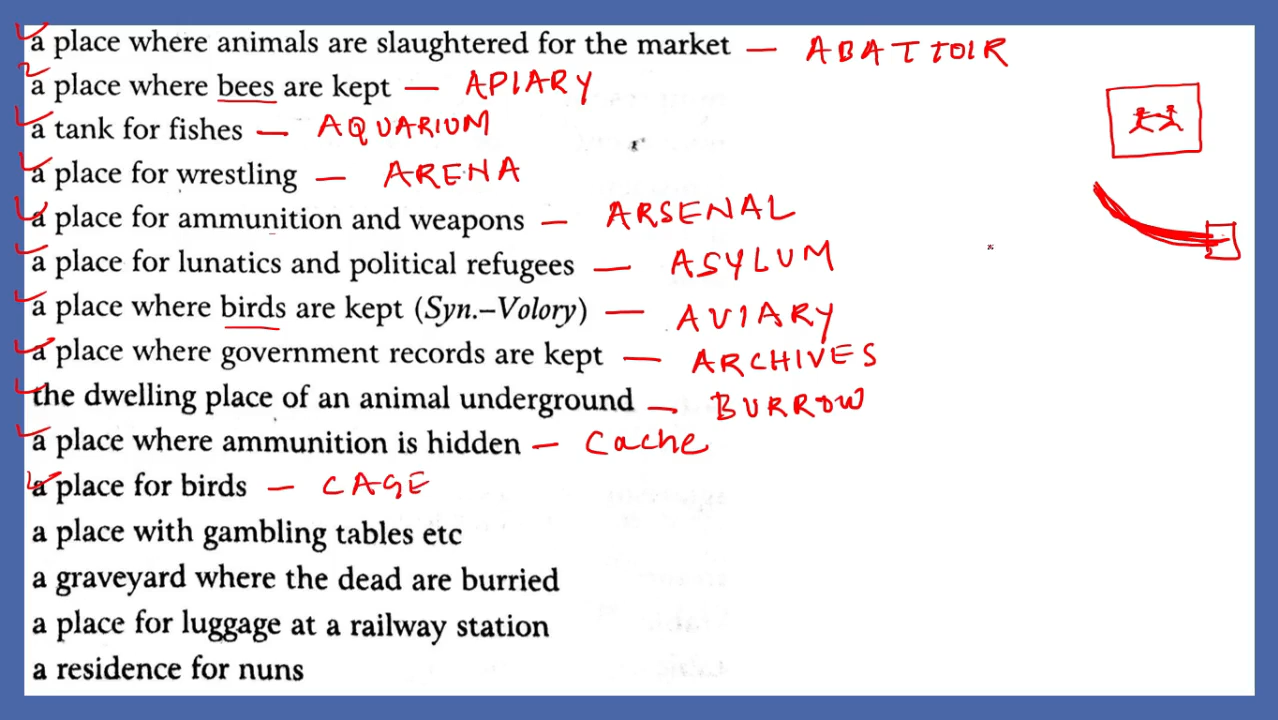 a place where animals are slaughtered for the market — ABATTOIR
a place where bees are kept — APIARY
a tank for fishes — AQUARIUM
a place for wrestling — ARENA
a place for ammunition and weapons — ARSENAL
a place for lunatics and political refugees — ASYLUM
a place where birds are kept (Syn.–Volory) — AVIARY
a place where government records are kept — ARCHIVES
the dwelling place of an animal underground — BURROW
a place where ammunition is hidden — Cache
a place for birds — CAGE
a place with gambling tables etc
a graveyard where the dead are burried
a place for luggage at a railway station
a residence for nuns